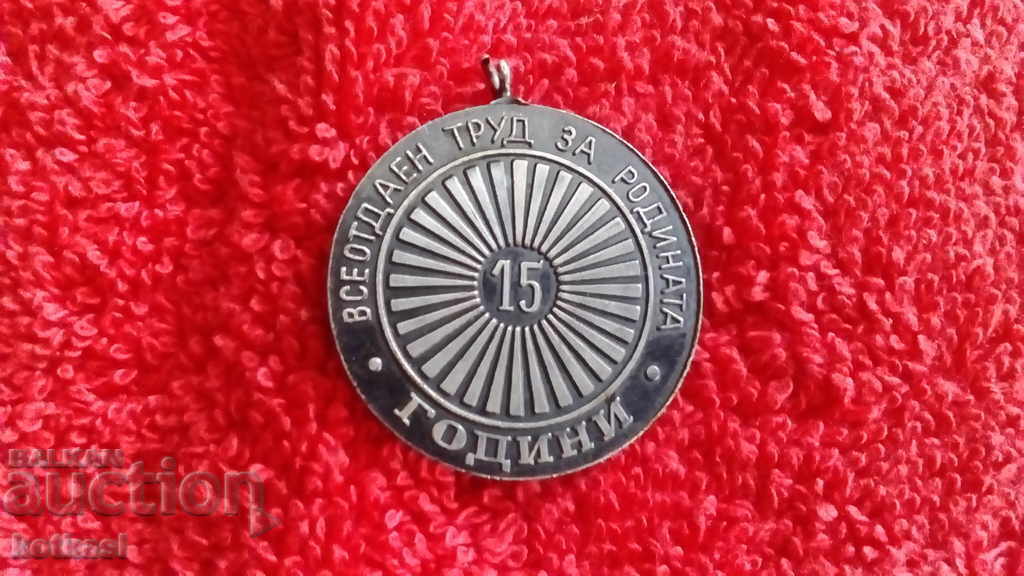 ВСЕОТДАЕН ТРУД ЗА РОДИНАТА
15
• ГОДИНИ •
BALKAN
auction
kotkasl